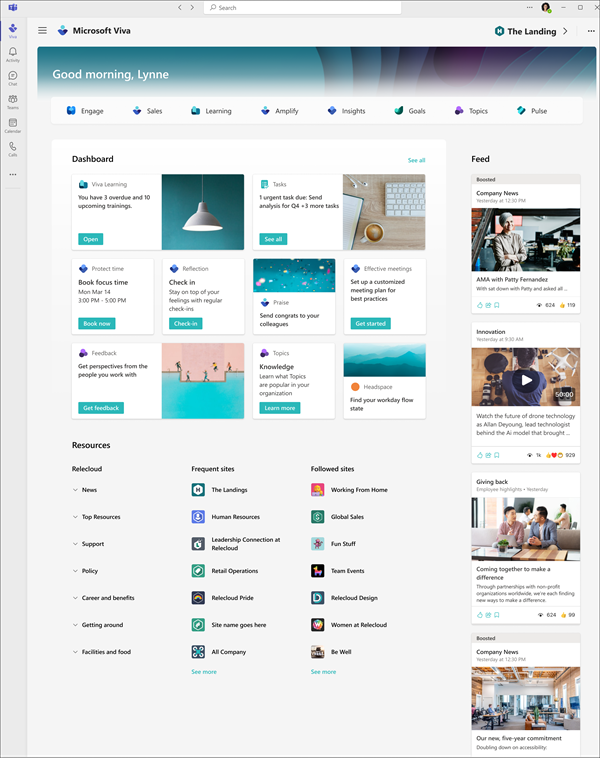 Search
Microsoft Viva
The Landing
Viva
Activity
Chat
Teams
Calendar
Calls
Good morning, Lynne
Engage
Sales
Learning
Amplify
Insights
Goals
Topics
Pulse
Dashboard
See all
Viva Learning
You have 3 overdue and 10
upcoming trainings.
Open
Tasks
1 urgent task due: Send
analysis for Q4 +3 more tasks
See all
Protect time
Book focus time
Mon Mar 14
3:00 PM - 5:00 PM
Book now
Reflection
Check in
Stay on top of your
feelings with regular
check-ins
Check-in
Praise
Send congrats to your
colleagues
Effective meetings
Set up a customized
meeting plan for
best practices
Get started
Feedback
Get perspectives from the
people you work with
Get feedback
Topics
Knowledge
Learn what Topics
are popular in your
organization
Learn more
Headspace
Find your workday flow
state
Resources
Relecloud
News
Top Resources
Support
Policy
Career and benefits
Getting around
Facilities and food
Frequent sites
The Landings
Human Resources
Leadership Connection at
Relecloud
Retail Operations
Relecloud Pride
Site name goes here
All Company
See more
Followed sites
Working From Home
Global Sales
Fun Stuff
Team Events
Relecloud Design
Women at Relecloud
Be Well
See more
Feed
Boosted
Company News
Yesterday at 12:30 PM
AMA with Patty Fernandez
With sat down with Patty and asked all ...
624
119
Innovation
Yesterday at 9:30 AM
50:00
Watch the future of drone technology
as Allan Deyoung, lead technologist
behind the Ai model that brought ...
1k
929
Giving back
Employee highlights • Yesterday
Coming together to make a
difference
Through partnerships with non-profit
organizations worldwide, we're each finding
new ways to make a difference.
624
99
Boosted
Company News
Yesterday at 12:30 PM
Our new, five-year commitment
Doubling down on accessibility: